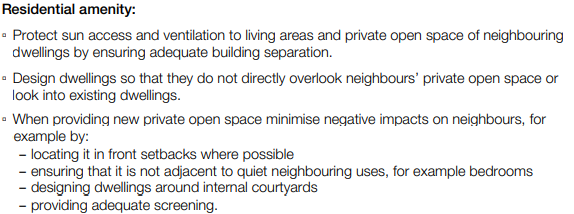 Residential amenity:
▫ Protect sun access and ventilation to living areas and private open space of neighbouring
dwellings by ensuring adequate building separation.
▫ Design dwellings so that they do not directly overlook neighbours' private open space or
look into existing dwellings.
▫ When providing new private open space minimise negative impacts on neighbours, for
example by:
– locating it in front setbacks where possible
– ensuring that it is not adjacent to quiet neighbouring uses, for example bedrooms
– designing dwellings around internal courtyards
– providing adequate screening.